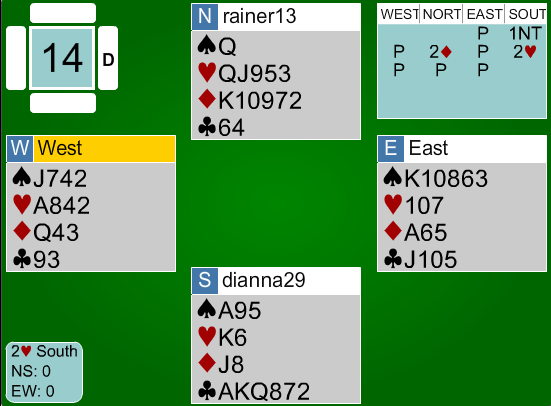 N rainer13
♠Q
♥QJ953
♦K10972
♣64
14 D
WEST NORT EAST SOUT
P 1NT
P 2♦ P 2♥
P P P
W West
♠J742
♥A842
♦Q43
♣93
E East
♠K10863
♥107
♦A65
♣J105
S dianna29
♠A95
♥K6
♦J8
♣AKQ872
2♥ South
NS: 0
EW: 0